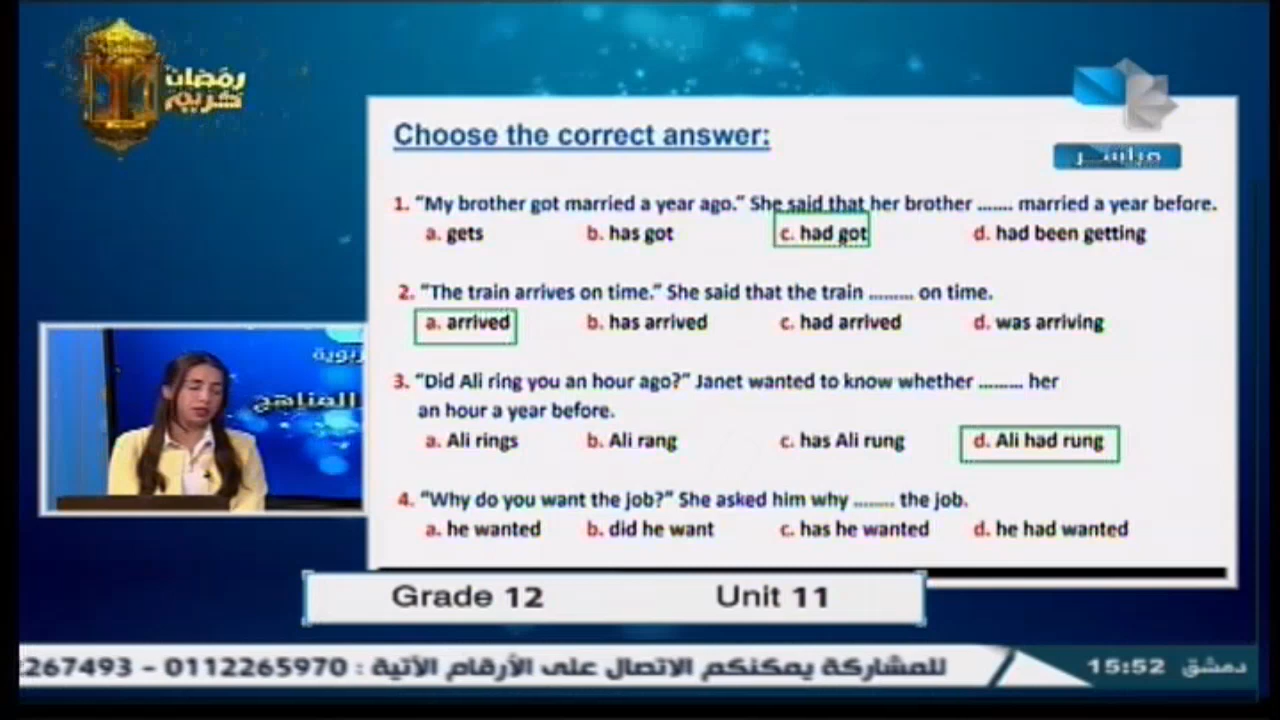 رمضان
كريم
مباشر
Choose the correct answer:
1. "My brother got married a year ago." She said that her brother ....... married a year before.
a. gets b. has got c. had got d. had been getting
2. "The train arrives on time." She said that the train ......... on time.
a. arrived b. has arrived c. had arrived d. was arriving
3. "Did Ali ring you an hour ago?" Janet wanted to know whether ......... her
an hour a year before.
a. Ali rings b. Ali rang c. has Ali rung d. Ali had rung
4. "Why do you want the job?" She asked him why ........ the job.
a. he wanted b. did he want c. has he wanted d. he had wanted
المناهج
Grade 12 Unit 11
للمشاركة يمكنكم الاتصال على الأرقام الآتية : 0112265970 - 2267493
دمشق 15:52